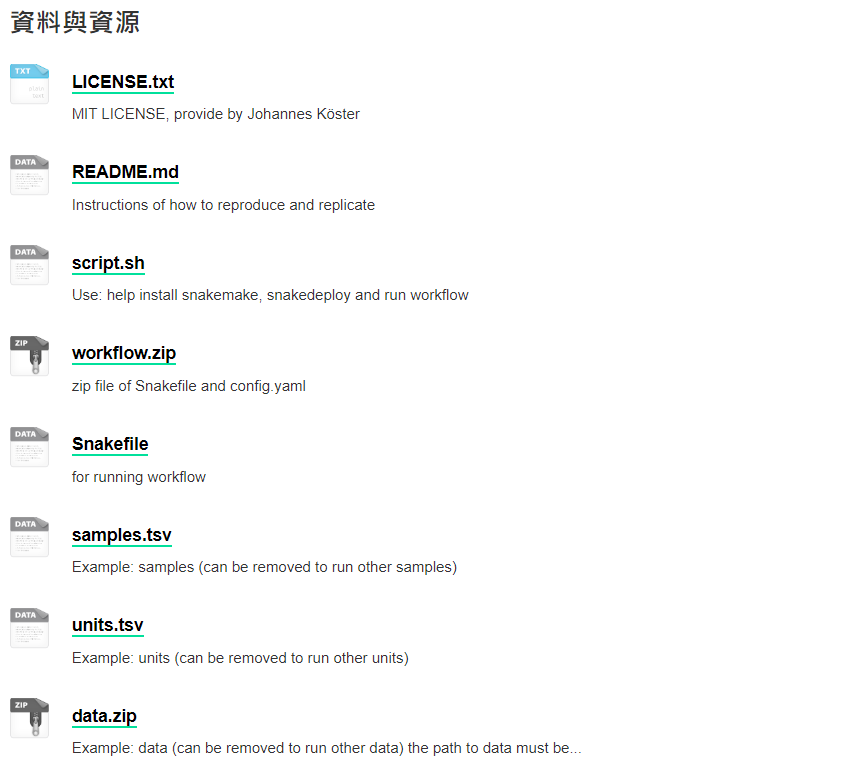 資料與資源
TXT
LICENSE.txt
MIT LICENSE, provide by Johannes Köster
DATA
README.md
Instructions of how to reproduce and replicate
DATA
script.sh
Use: help install snakemake, snakedeploy and run workflow
ZIP
workflow.zip
zip file of Snakefile and config.yaml
DATA
Snakefile
for running workflow
DATA
samples.tsv
Example: samples (can be removed to run other samples)
DATA
units.tsv
Example: units (can be removed to run other units)
ZIP
data.zip
Example: data (can be removed to run other data) the path to data must be...